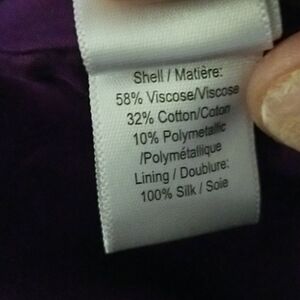 Shell / Matière:
58% Viscose/Viscose
32% Cotton/Coton
10% Polymetallic
/Polymétallique
Lining / Doublure:
100% Silk / Soie